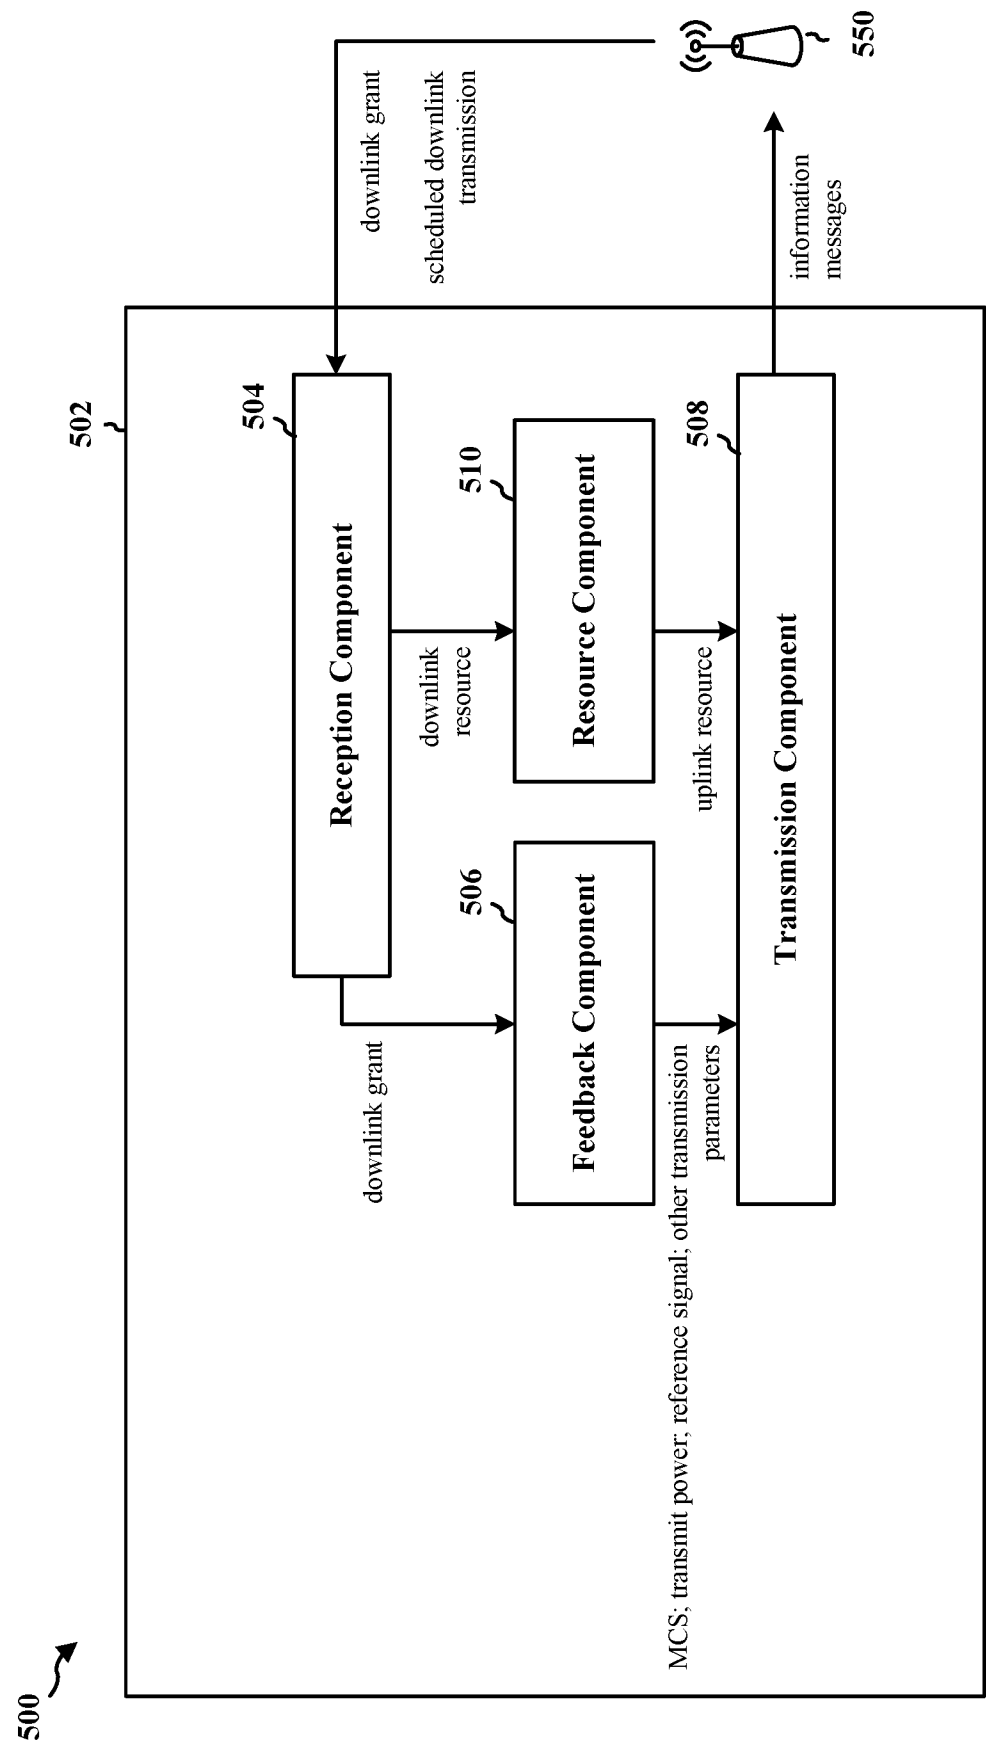 500
502
504
Reception Component
downlink grant
scheduled downlink
transmission
550
downlink grant
downlink
resource
506
Feedback Component
510
Resource Component
MCS; transmit power; reference signal; other transmission
parameters
uplink resource
508
Transmission Component
information
messages